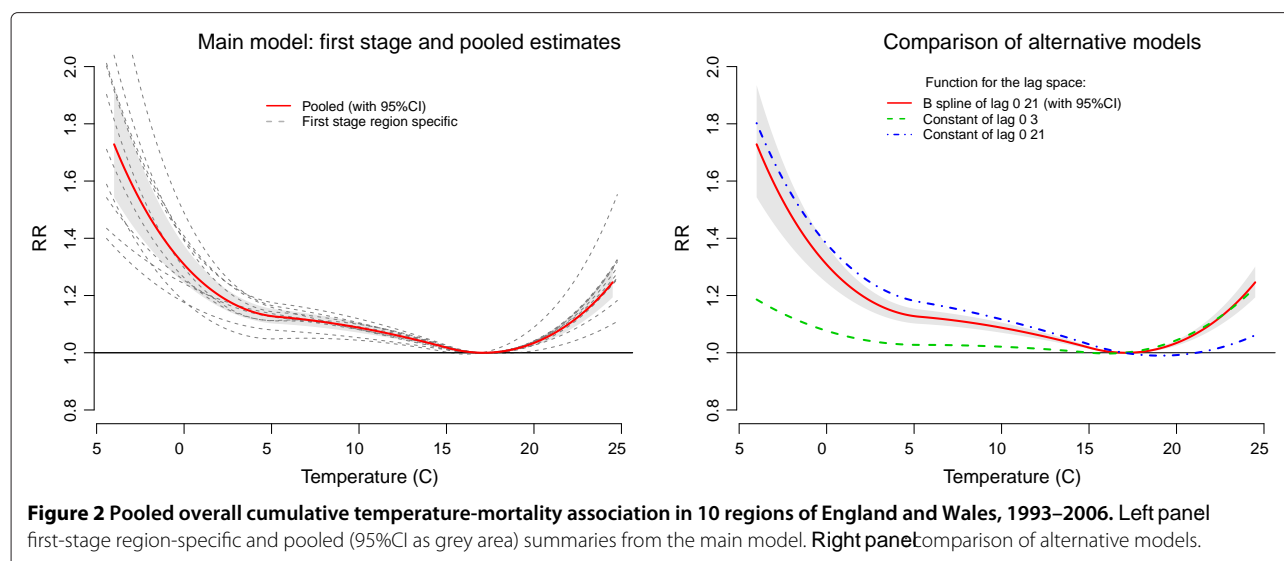 Main model: first stage and pooled estimates
2.0
1.8
1.6
1.4
1.2
1.0
0.8
RR
Pooled (with 95%CI)
First stage region specific
5
0
5
10
15
20
25
Temperature (C)
Comparison of alternative models
2.0
1.8
1.6
1.4
1.2
1.0
0.8
RR
Function for the lag space:
B spline of lag 0 21 (with 95%CI)
Constant of lag 0 3
Constant of lag 0 21
5
0
5
10
15
20
25
Temperature (C)
Figure 2 Pooled overall cumulative temperature-mortality association in 10 regions of England and Wales, 1993–2006. Left panel
first-stage region-specific and pooled (95%CI as grey area) summaries from the main model. Right panel comparison of alternative models.